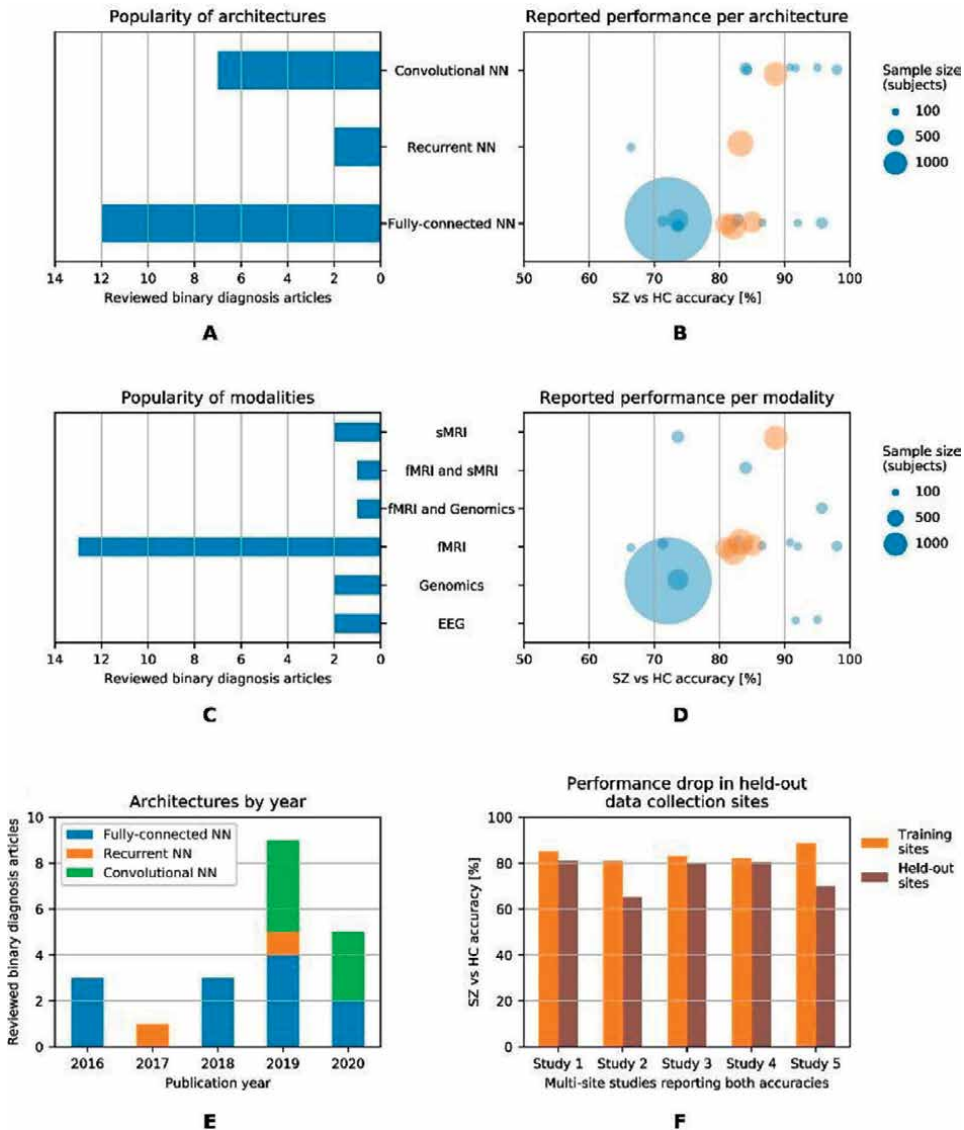 Popularity of architectures
Convolutional NN
Recurrent NN
Fully-connected NN
14 12 10 8 6 4 2 0
Reviewed binary diagnosis articles
A
Reported performance per architecture
50 60 70 80 90 100
SZ vs HC accuracy [%]
B
Sample size
(subjects)
100
500
1000
Popularity of modalities
sMRI
fMRI and sMRI
fMRI and Genomics
fMRI
Genomics
EEG
14 12 10 8 6 4 2 0
Reviewed binary diagnosis articles
C
Reported performance per modality
50 60 70 80 90 100
SZ vs HC accuracy [%]
D
Sample size
(subjects)
100
500
1000
Architectures by year
Reviewed binary diagnosis articles
10
8
6
4
2
0
Fully-connected NN
Recurrent NN
Convolutional NN
2016 2017 2018 2019 2020
Publication year
E
Performance drop in held-out
data collection sites
SZ vs HC accuracy [%]
100
80
60
40
20
0
Training
sites
Held-out
sites
Study 1 Study 2 Study 3 Study 4 Study 5
Multi-site studies reporting both accuracies
F